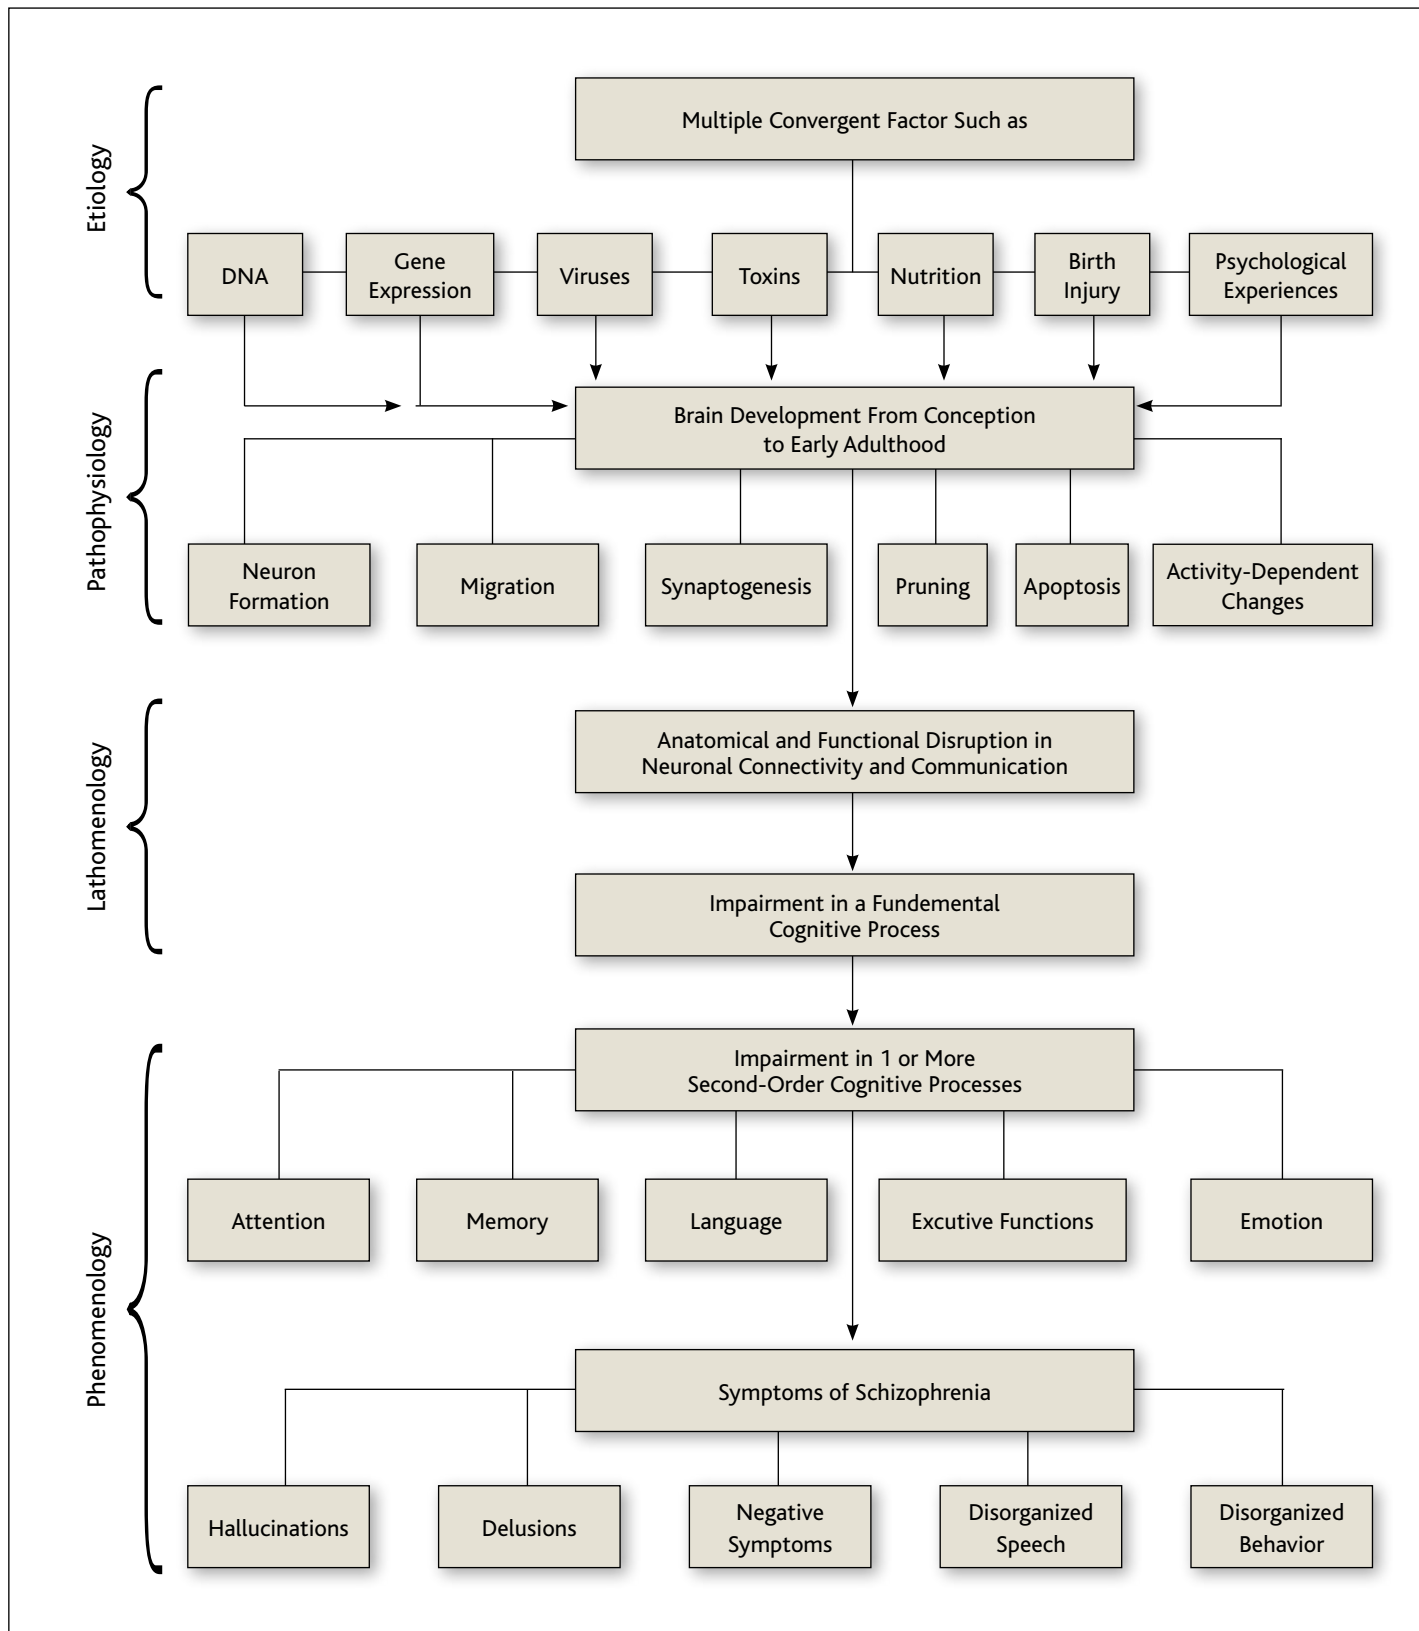 Etiology
Multiple Convergent Factor Such as
DNA
Gene
Expression
Viruses
Toxins
Nutrition
Birth
Injury
Psychological
Experiences
Pathophysiology
Brain Development From Conception
to Early Adulthood
Neuron
Formation
Migration
Synaptogenesis
Pruning
Apoptosis
Activity-Dependent
Changes
Lathomenology
Anatomical and Functional Disruption in
Neuronal Connectivity and Communication
Impairment in a Fundemental
Cognitive Process
Phenomenology
Impairment in 1 or More
Second-Order Cognitive Processes
Attention
Memory
Language
Excutive Functions
Emotion
Symptoms of Schizophrenia
Hallucinations
Delusions
Negative
Symptoms
Disorganized
Speech
Disorganized
Behavior